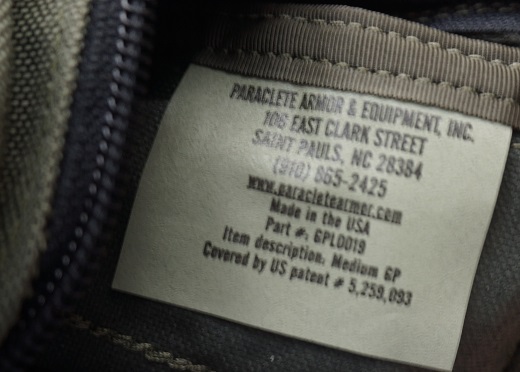 PARACLETE ARMOR & EQUIPMENT, INC.
106 EAST CLARK STREET
SAINT PAULS, NC 28384
(910) 865-2425
www.paracletearmor.com
Made in the USA
Part #: GPL0019
Item description: Medium GP
Covered by US patent # 5,259,093